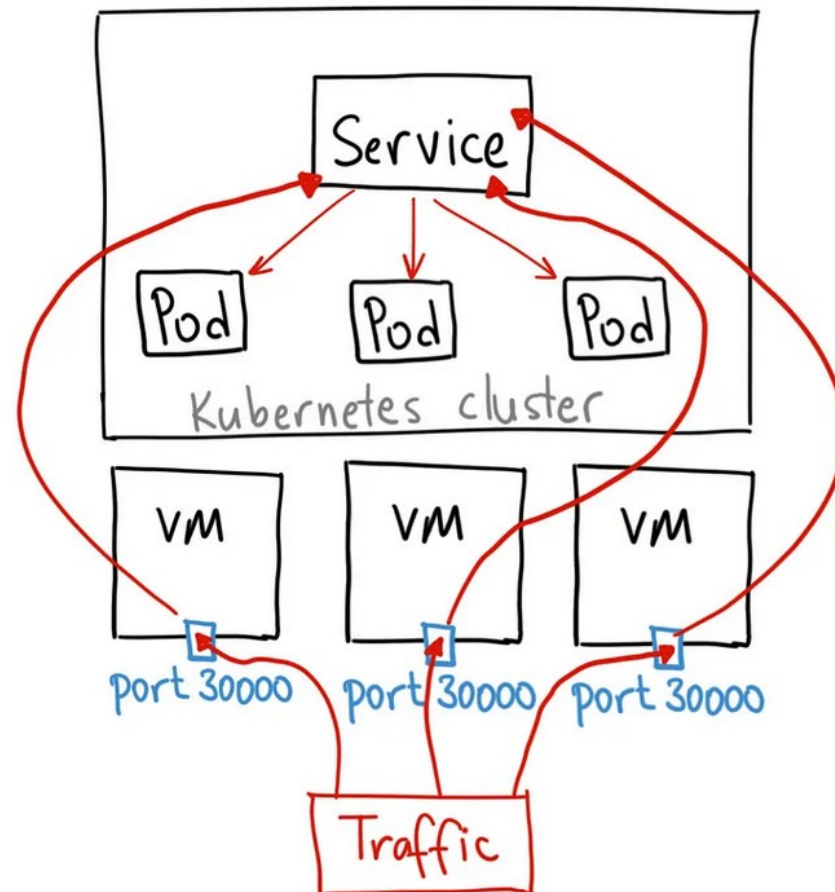 Service
Pod
Pod
Pod
Kubernetes cluster
VM
VM
VM
port 30000
port 30000
port 30000
Traffic